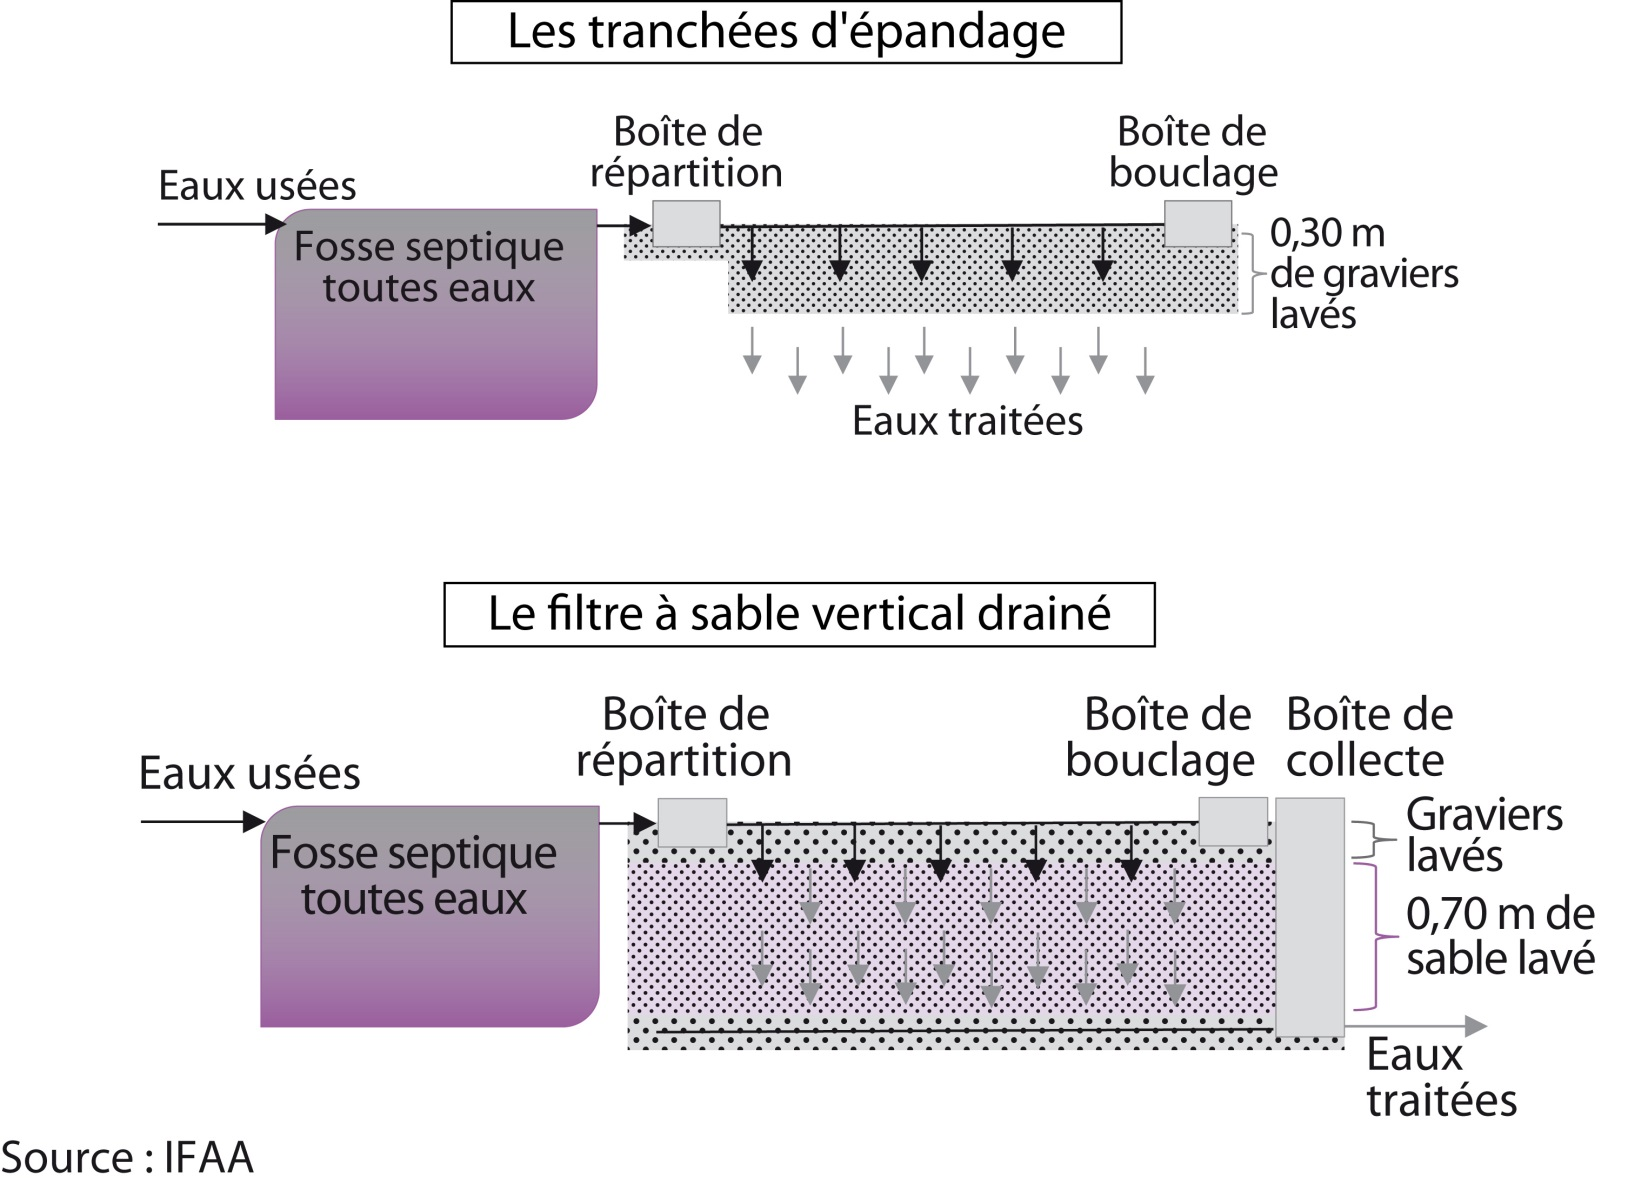 Les tranchées d'épandage
Boîte de
répartition
Boîte de
bouclage
Eaux usées
Fosse septique
toutes eaux
0,30 m
de graviers
lavés
Eaux traitées
Le filtre à sable vertical drainé
Boîte de
répartition
Boîte de
bouclage
Boîte de
collecte
Eaux usées
Fosse septique
toutes eaux
Graviers
lavés
0,70 m de
sable lavé
Eaux
traitées
Source : IFAA